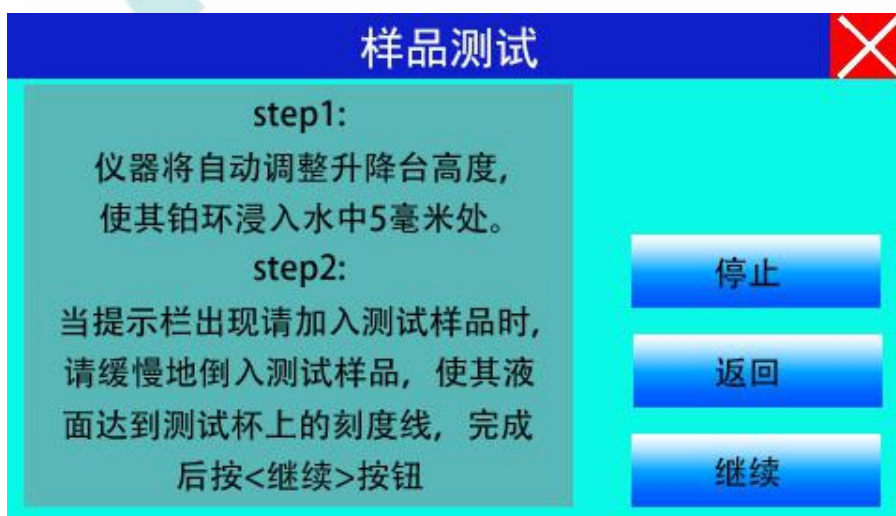 样品测试
step1:
仪器将自动调整升降台高度,
使其铂环浸入水中5毫米处。
step2:
当提示栏出现请加入测试样品时,
请缓慢地倒入测试样品, 使其液
面达到测试杯上的刻度线, 完成
后按<继续>按钮
停止
返回
继续